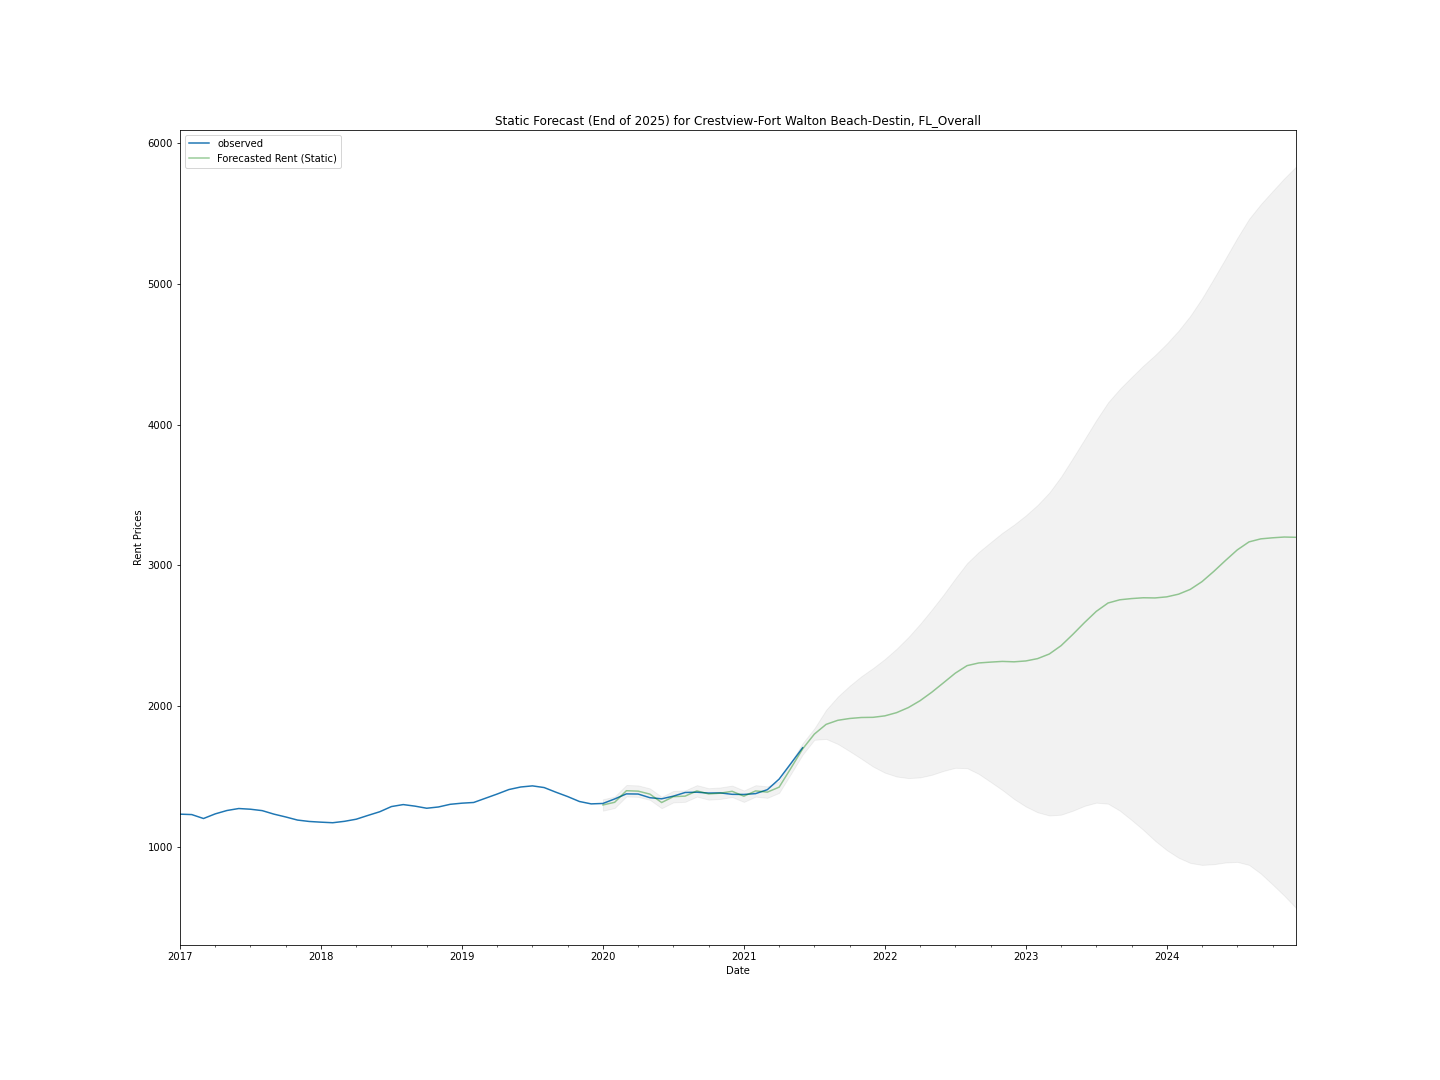 Static Forecast (End of 2025) for Crestview-Fort Walton Beach-Destin, FL_Overall
observed
Forecasted Rent (Static)
6000
5000
4000
3000
2000
1000
Rent Prices
2017 2018 2019 2020 2021 2022 2023 2024
Date